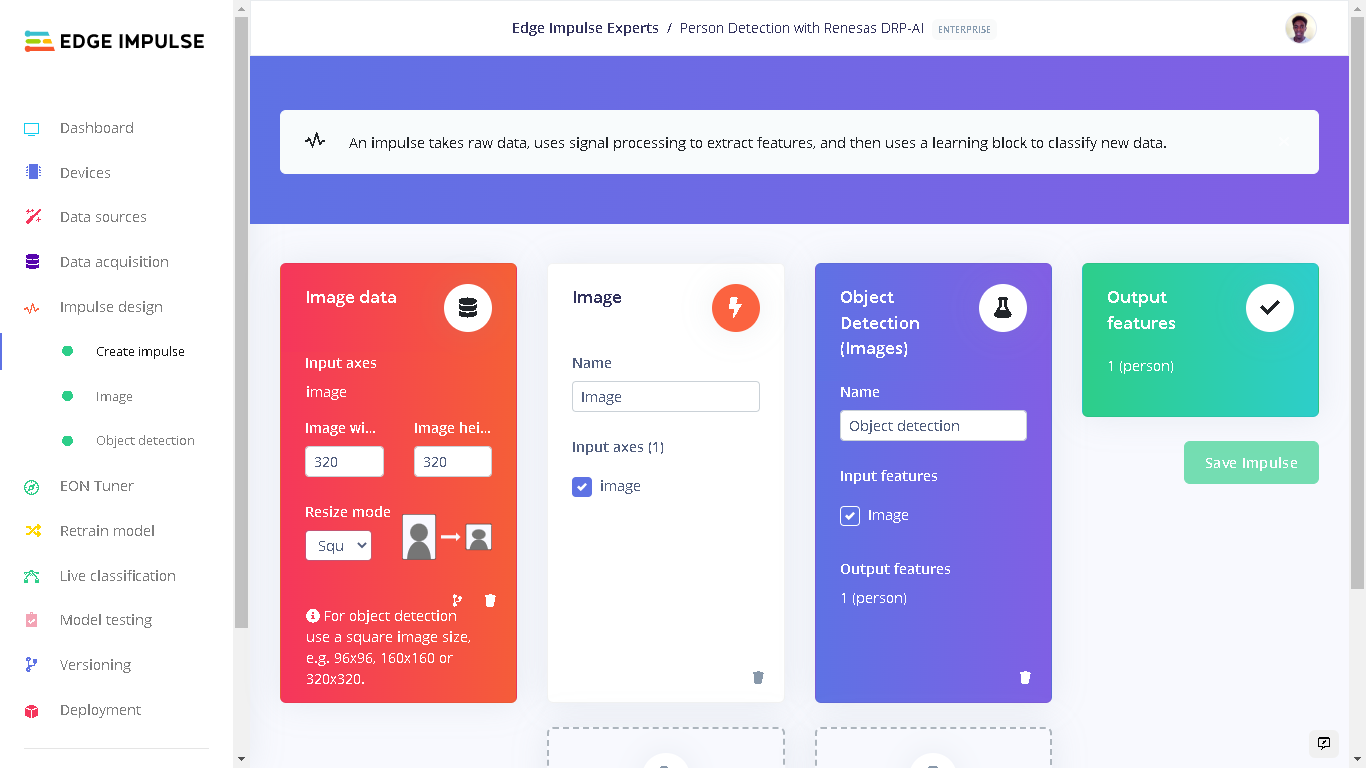 EDGE IMPULSE
Dashboard
Devices
Data sources
Data acquisition
Impulse design
Create impulse
Image
Object detection
EON Tuner
Retrain model
Live classification
Model testing
Versioning
Deployment
Edge Impulse Experts / Person Detection with Renesas DRP-AI ENTERPRISE
An impulse takes raw data, uses signal processing to extract features, and then uses a learning block to classify new data.
Image data
Input axes
image
Image wi... Image hei...
320 320
Resize mode
Squ
For object detection
use a square image size,
e.g. 96x96, 160x160 or
320x320.
Image
Name
Image
Input axes (1)
image
Object
Detection
(Images)
Name
Object detection
Input features
Image
Output features
1 (person)
Output
features
1 (person)
Save Impulse